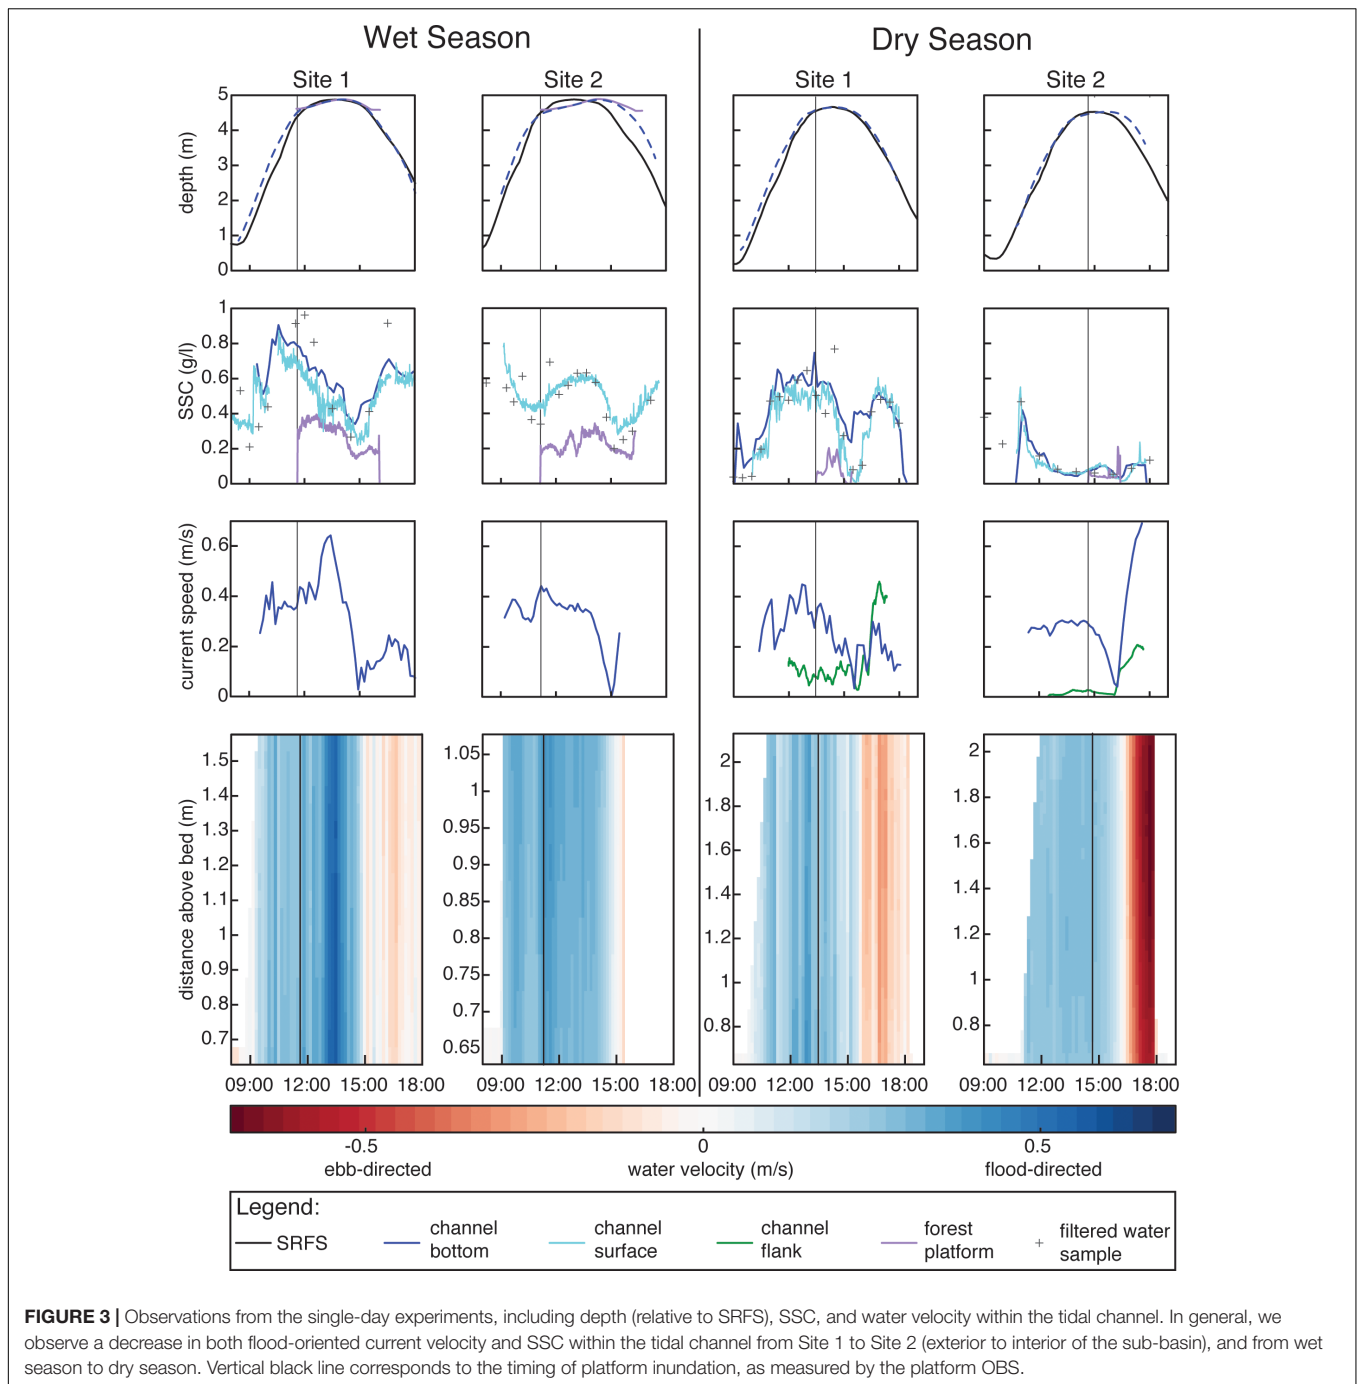 Wet Season
Dry Season
Site 1
Site 2
Site 1
Site 2
depth (m)
5
4
3
2
1
0
SSC (g/l)
1
0.8
0.6
0.4
0.2
0
current speed (m/s)
0.6
0.4
0.2
0
distance above bed (m)
1.5
1.4
1.3
1.2
1.1
1
0.9
0.8
0.7
1.05
1
0.95
0.9
0.85
0.8
0.75
0.7
0.65
2
1.8
1.6
1.4
1.2
1
0.8
2
1.8
1.6
1.4
1.2
1
0.8
09:00 12:00 15:00 18:00
09:00 12:00 15:00 18:00
09:00 12:00 15:00 18:00
09:00 12:00 15:00 18:00
-0.5 0 0.5
ebb-directed water velocity (m/s) flood-directed
Legend:
SRFS
channel bottom
channel surface
channel flank
forest platform
filtered water sample
FIGURE 3 | Observations from the single-day experiments, including depth (relative to SRFS), SSC, and water velocity within the tidal channel. In general, we
observe a decrease in both flood-oriented current velocity and SSC within the tidal channel from Site 1 to Site 2 (exterior to interior of the sub-basin), and from wet
season to dry season. Vertical black line corresponds to the timing of platform inundation, as measured by the platform OBS.